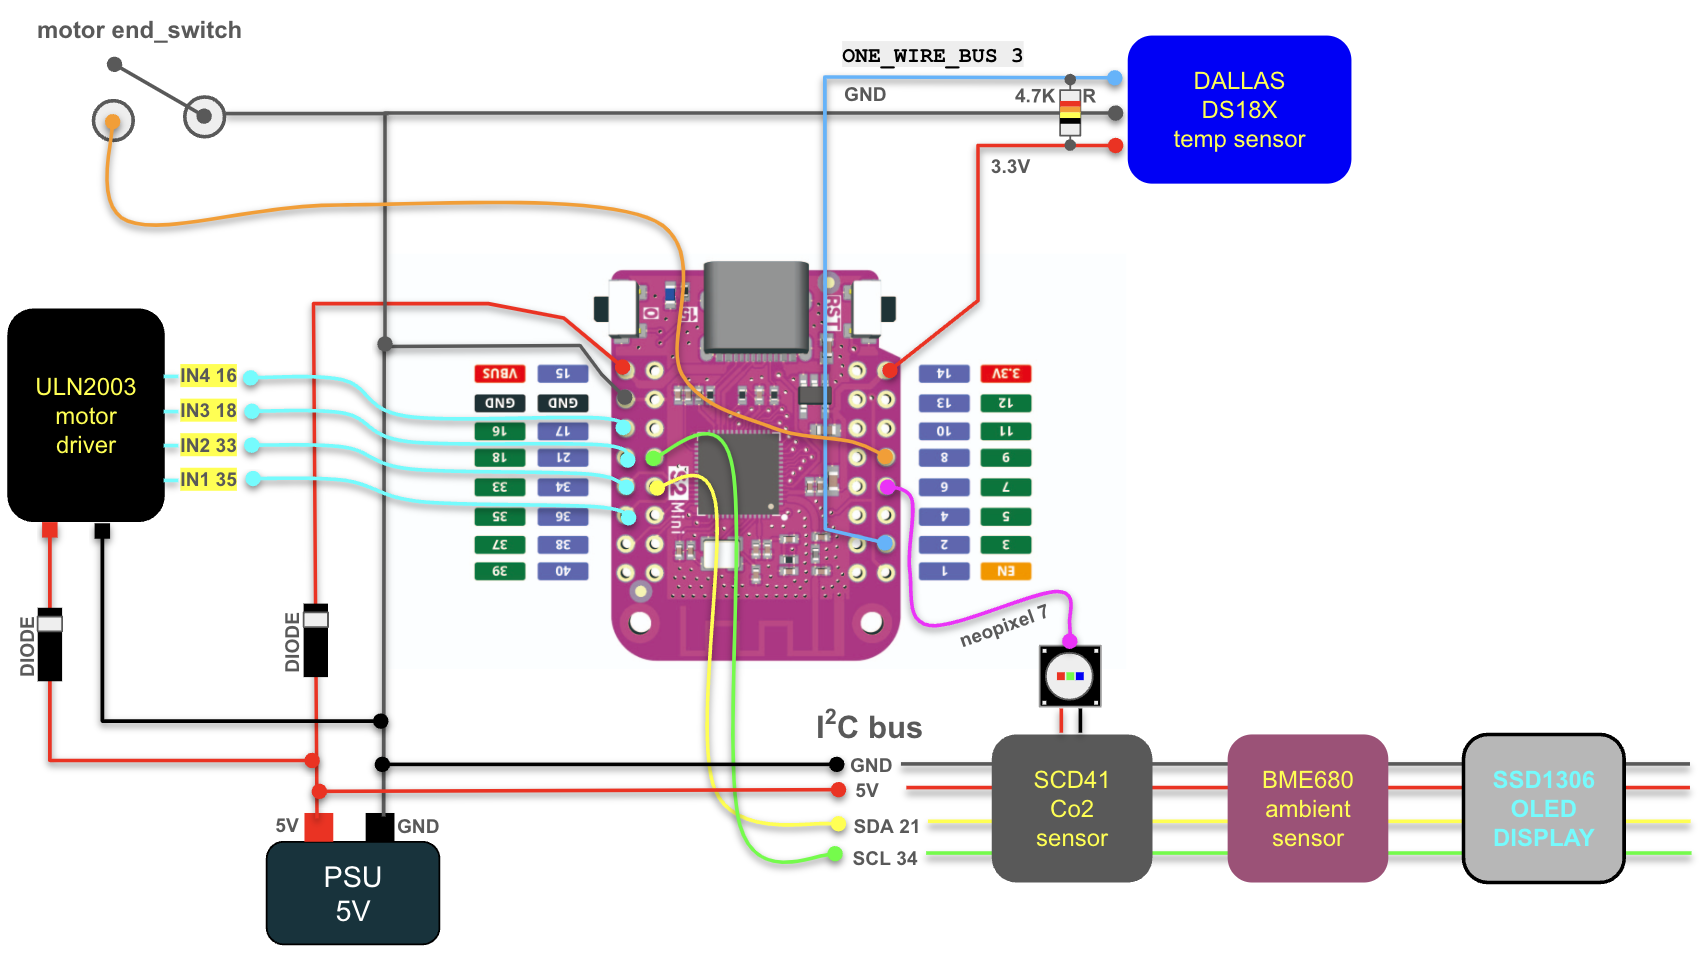 motor end_switch
ONE_WIRE_BUS 3
GND
4.7K R
3.3V
DALLAS
DS18X
temp sensor
ULN2003
motor
driver
IN4 16
IN3 18
IN2 33
IN1 35
0
15
RST
VBUS 15
GND GND
16 17
18 21
33 34
35 36
37 38
39 40
14 3.3V
13 12
10 11
8 9
6 7
4 5
2 3
1 EN
S2 Mini
DIODE
DIODE
neopixel 7
I²C bus
GND
5V
SDA 21
SCL 34
SCD41
Co2
sensor
BME680
ambient
sensor
SSD1306
OLED
DISPLAY
5V
GND
PSU
5V